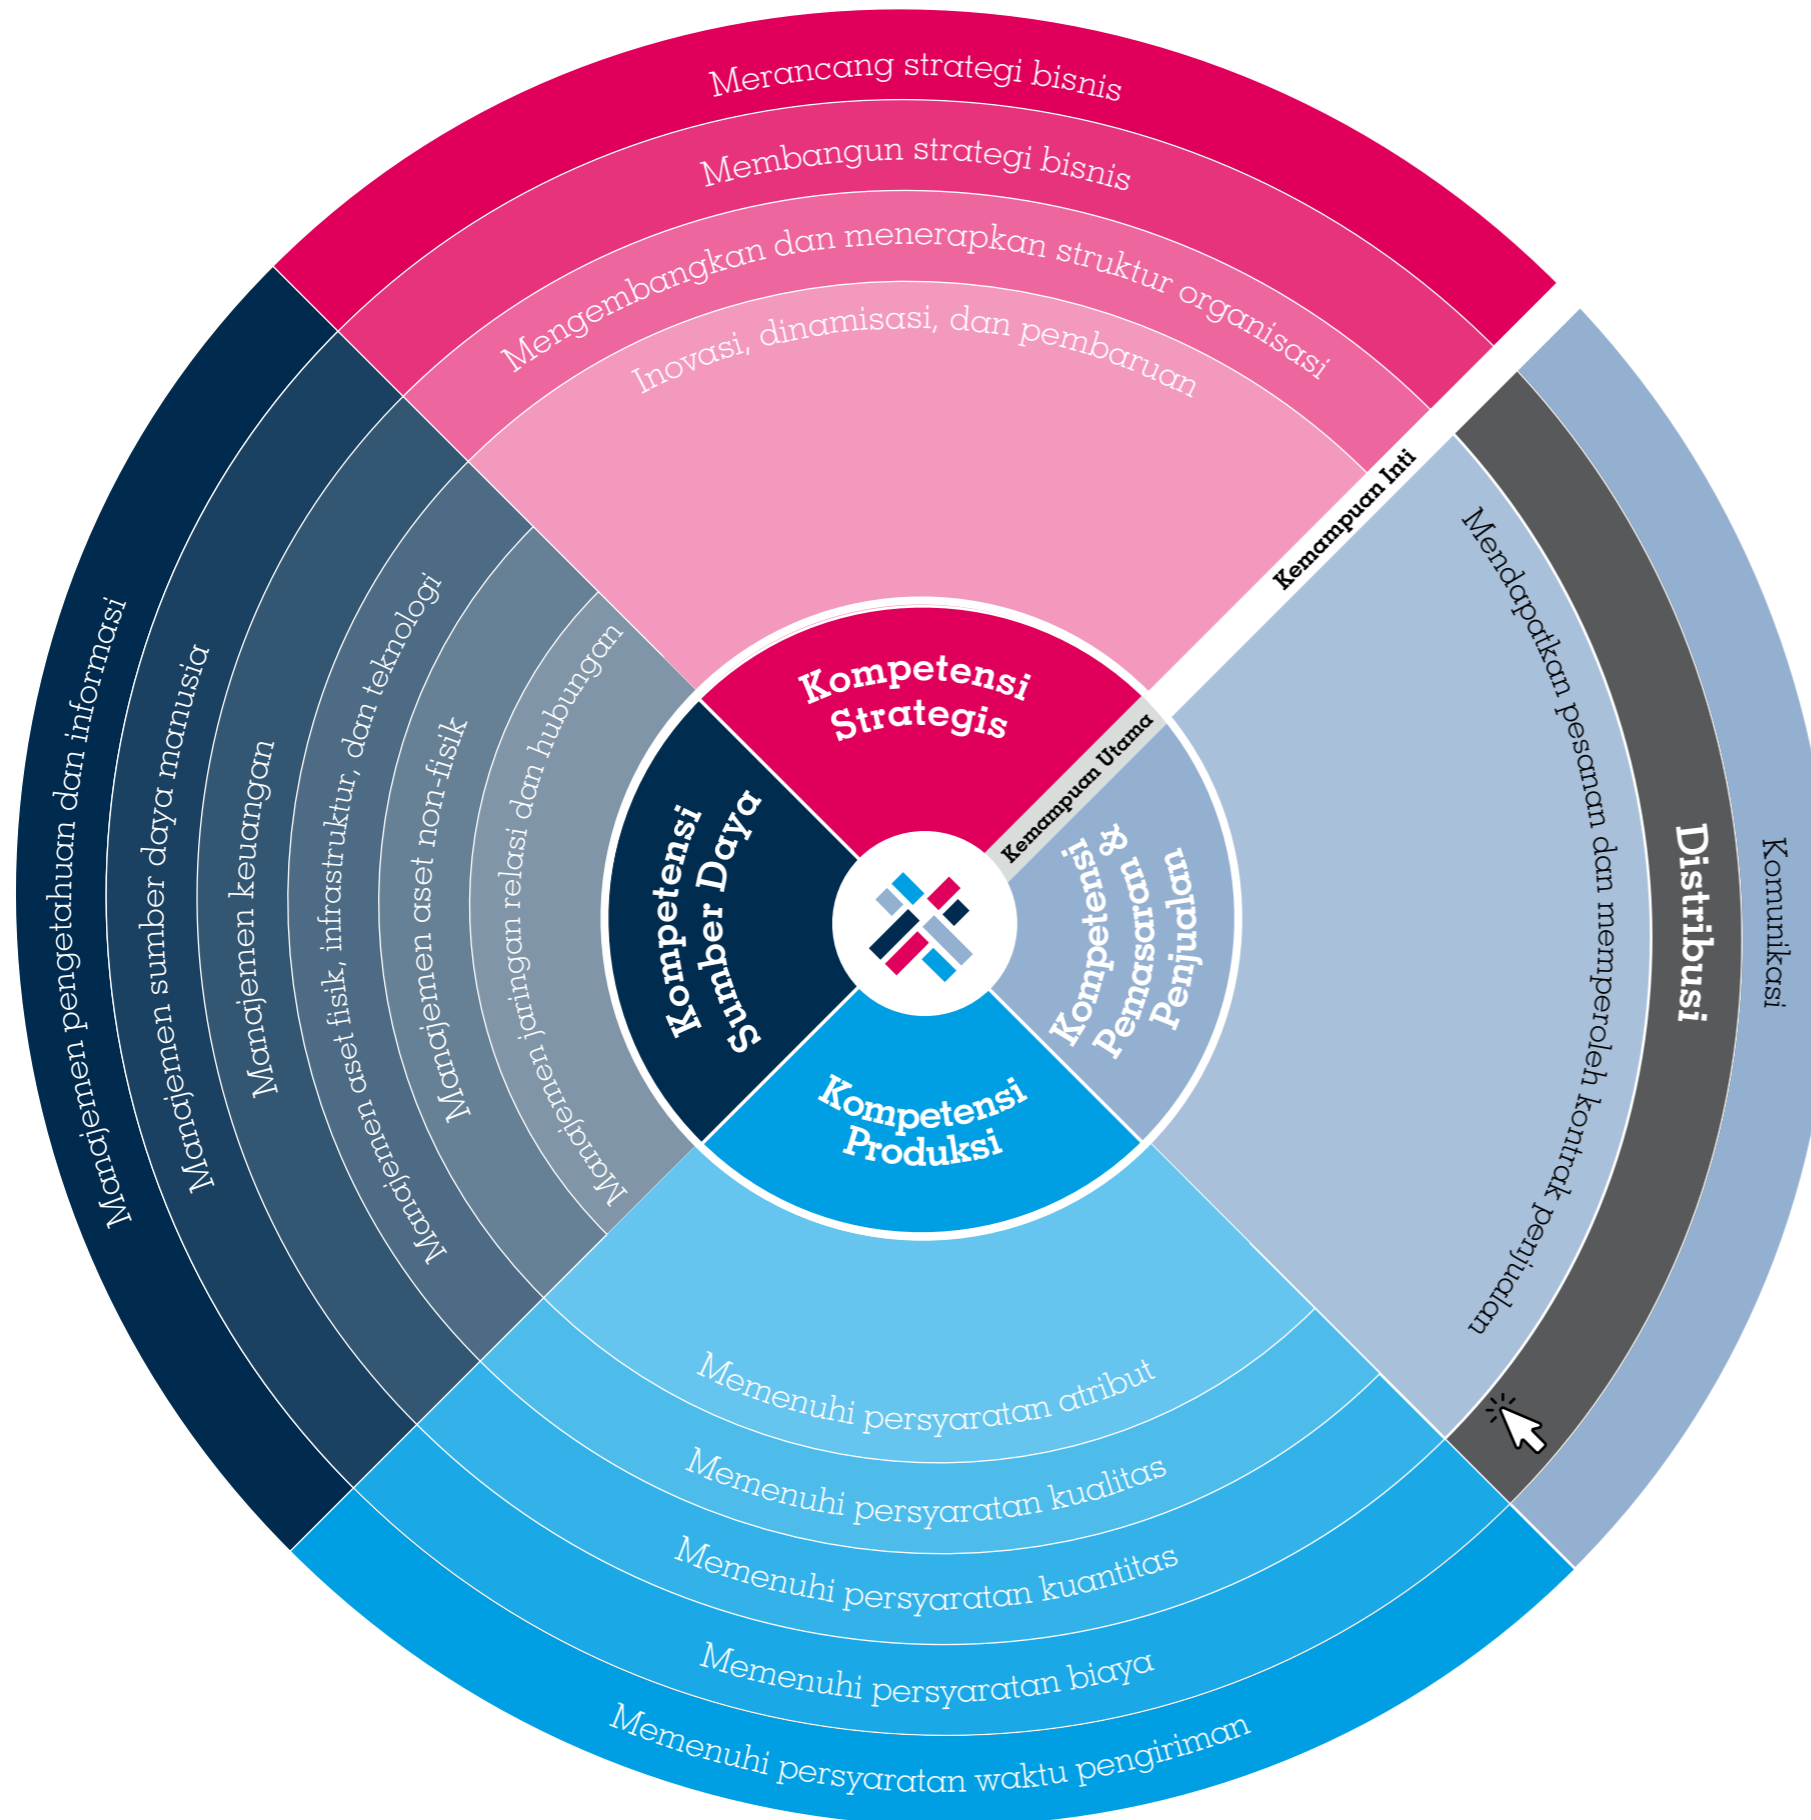 Merancang strategi bisnis
Membangun strategi bisnis
Mengembangkan dan menerapkan struktur organisasi
Inovasi, dinamisasi, dan pembaruan
Kompetensi
Strategis
Kemampuan Inti
Kemampuan Utama
Komunikasi
Distribusi
Mendapatkan pesanan dan memperoleh kontrak penjualan
Kompetensi
Pemasaran &
Penjualan
Kompetensi
Produksi
Memenuhi persyaratan atribut
Memenuhi persyaratan kualitas
Memenuhi persyaratan kuantitas
Memenuhi persyaratan biaya
Memenuhi persyaratan waktu pengiriman
Kompetensi
Sumber Daya
Manajemen pengetahuan dan informasi
Manajemen sumber daya manusia
Manajemen keuangan
Manajemen aset fisik, infrastruktur, dan teknologi
Manajemen aset non-fisik
Manajemen jaringan relasi dan hubungan